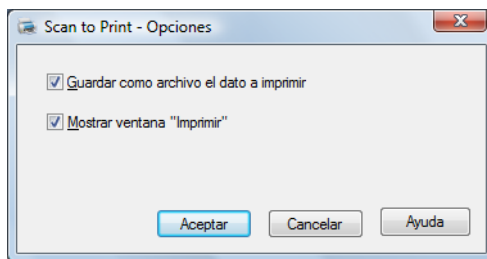 Scan to Print - Opciones
Guardar como archivo el dato a imprimir
Mostrar ventana "Imprimir"
Aceptar Cancelar Ayuda